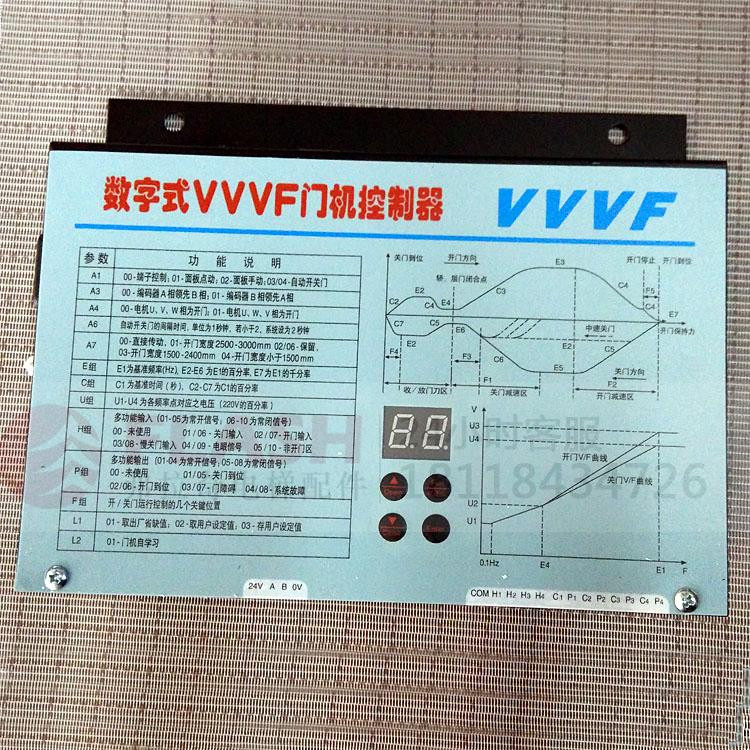 数字式VVVF门机控制器
VVVF
参数 功能说明
A1 00-端子控制; 01-面板点动; 02-面板手动; 03/04-自动开关门
A3 00-编码器A相领先B相; 01-编码器B相领先A相
A4 00-电机U、V、W相为开门; 01-电机U、W、V相为开门
A6 自动开关门的间隔时间, 单位为1秒钟, 若小于2, 系统设为2秒钟
A7 00-直接传动, 01-开门宽度2500-3000mm 02/06-保留,
03-开门宽度1500-2400mm 04-开门宽度小于1500mm
E组 E1为基准频率(Hz), E2-E6为E1的百分率, E7为E1的千分率
C组 C1为基准时间(秒), C2-C7为C1的百分率
U组 U1-U4为各频率点对应之电压(220V的百分率)
H组 多功能输入(01-05为常开信号; 06-10为常闭信号)
00-未使用 01/06-关门输入 02/07-开门输入
03/08-慢关门输入 04/09-电眼信号 05/10-非开门区
P组 多功能输出(01-04常开信号; 05-08为常闭信号)
00-未使用 01/05-关门到位
02/06-开门到位 03/07-门障碍 04/08-系统故障
F组 开/关门运行控制的几个关键位置
L1 01-取出厂省缺值; 02-取用户设定值; 03-存用户设定值
L2 01-门机自学习
关门到位 开门方向 开门停止 开门到位
轿, 层门闭合点
E3
C2 E2 E4 C3 C4 F5 E7
开门保持力
C7 E2 E6 C5 中速关门 C6
F4 F3 E5
F1 关门方向 F2
收/放门刀区 关门减速区 开门减速区
88
V
U3
U4
开门V/F曲线
关门V/F曲线
U2
U1
0.1Hz E4 E1 F
Enter
24V A B 0V
COM H1 H2 H3 H4 C1 P1 C2 P2 C3 P3 C4 P4
小时客服